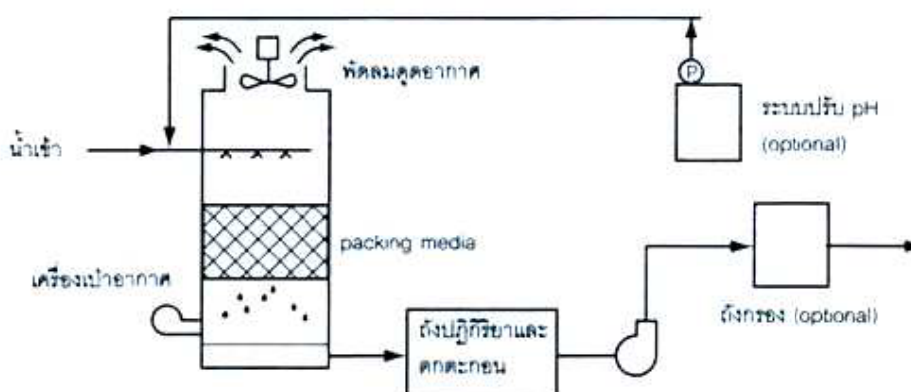 พัดลมดูดอากาศ
P
ระบบปรับ pH
(optional)
น้ำเข้า
packing media
เครื่องเป่าอากาศ
ถังปฏิกิริยาและ
ตกตะกอน
ถังกรอง (optional)